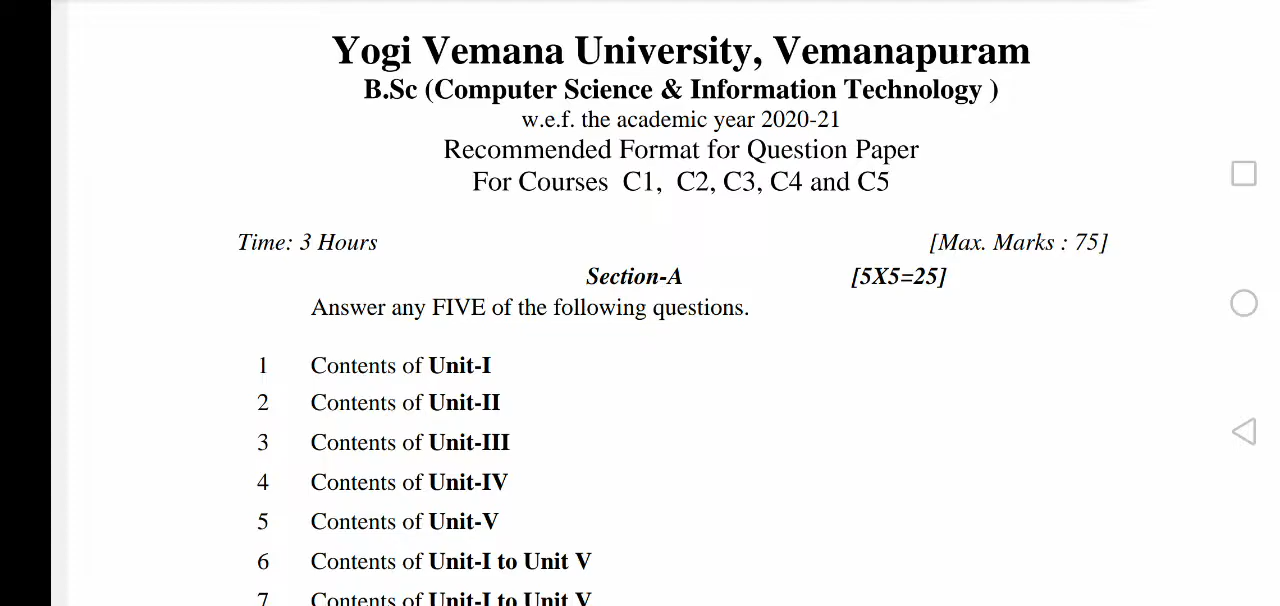 Yogi Vemana University, Vemanapuram
B.Sc (Computer Science & Information Technology )
w.e.f. the academic year 2020-21
Recommended Format for Question Paper
For Courses C1, C2, C3, C4 and C5
Time: 3 Hours [Max. Marks : 75]
Section-A [5X5=25]
Answer any FIVE of the following questions.
1 Contents of Unit-I
2 Contents of Unit-II
3 Contents of Unit-III
4 Contents of Unit-IV
5 Contents of Unit-V
6 Contents of Unit-I to Unit V
7 Contents of Unit-I to Unit V